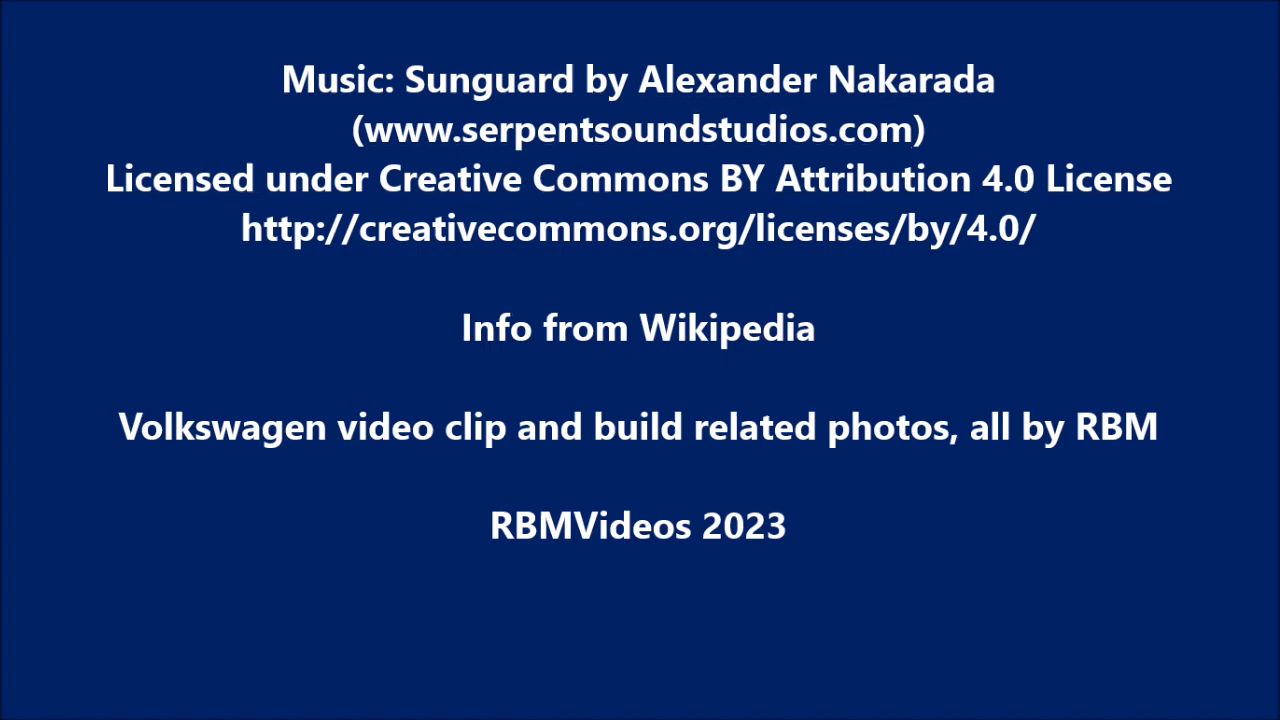 Music: Sunguard by Alexander Nakarada
(www.serpentsoundstudios.com)
Licensed under Creative Commons BY Attribution 4.0 License
http://creativecommons.org/licenses/by/4.0/
Info from Wikipedia
Volkswagen video clip and build related photos, all by RBM
RBMVideos 2023